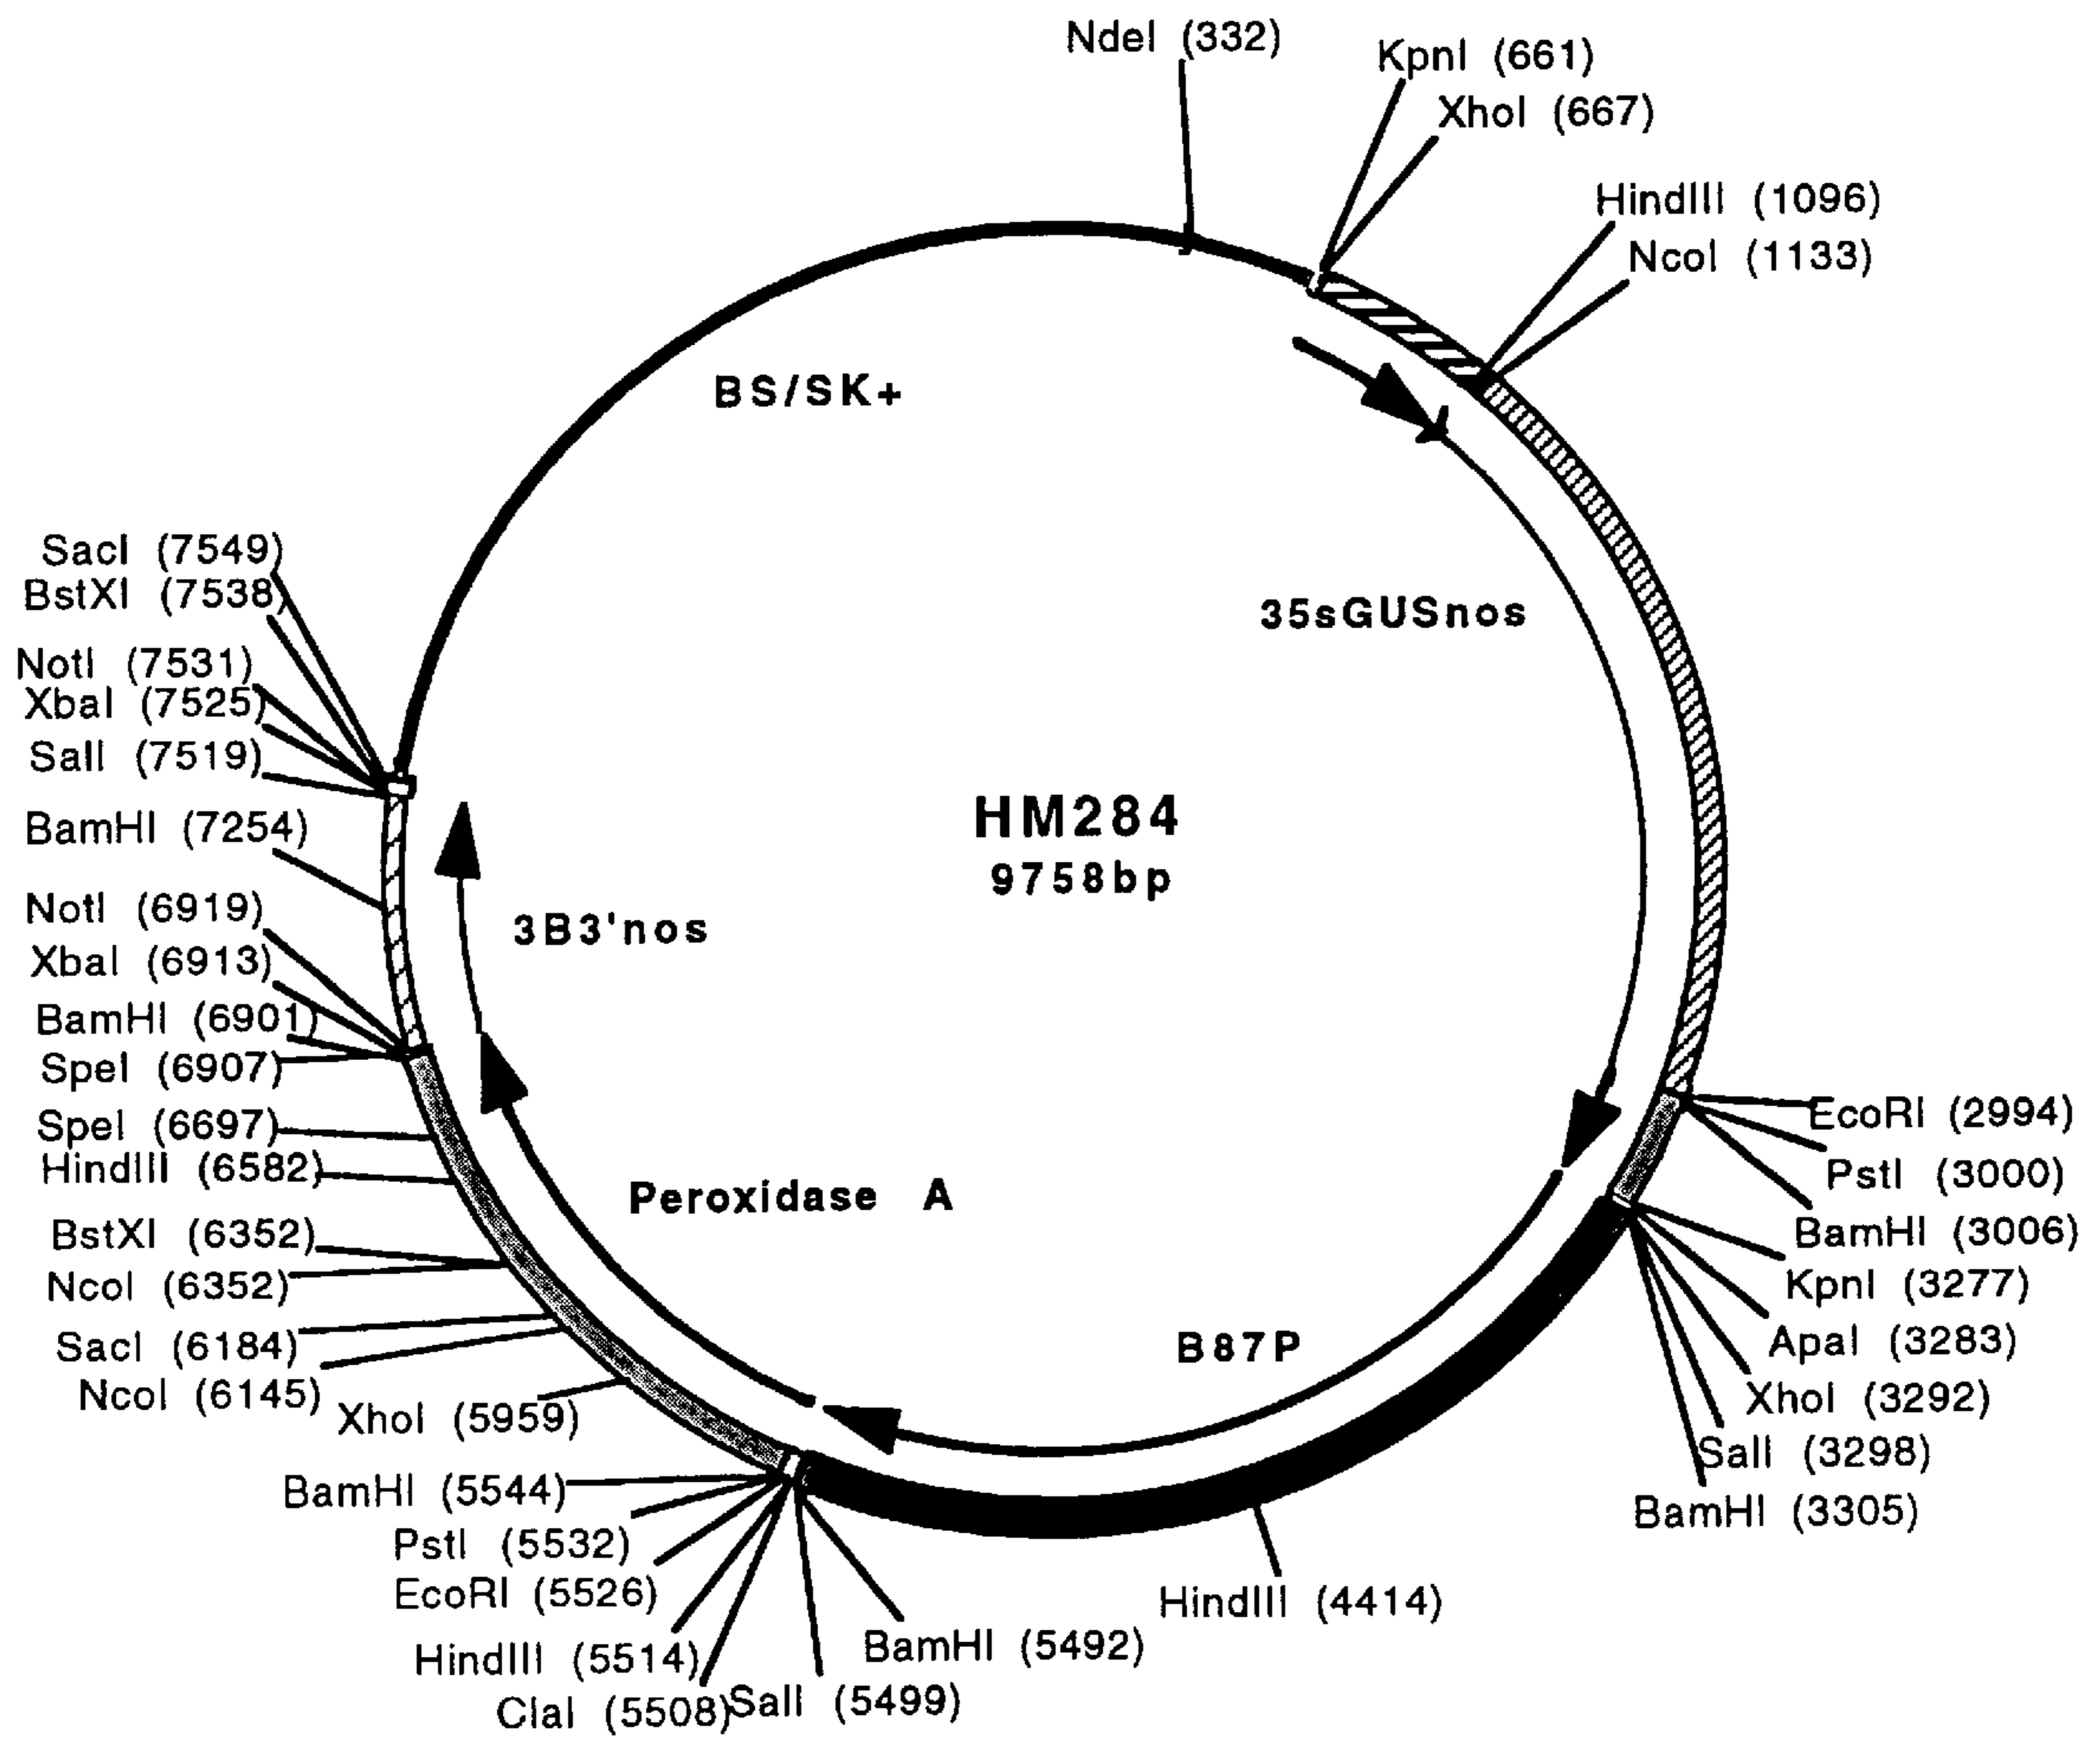 NdeI (332)
KpnI (661)
XhoI (667)
HindIII (1096)
NcoI (1133)
BS/SK+
35sGUSnos
HM284
9758bp
3B3'nos
Peroxidase A
B87P
EcoRI (2994)
PstI (3000)
BamHI (3006)
KpnI (3277)
ApaI (3283)
XhoI (3292)
SalI (3298)
BamHI (3305)
HindIII (4414)
BamHI (5492)
SalI (5499)
ClaI (5508)
HindIII (5514)
EcoRI (5526)
PstI (5532)
BamHI (5544)
XhoI (5959)
NcoI (6145)
SacI (6184)
NcoI (6352)
BstXI (6352)
HindIII (6582)
SpeI (6697)
SpeI (6907)
BamHI (6901)
XbaI (6913)
NotI (6919)
BamHI (7254)
SalI (7519)
XbaI (7525)
NotI (7531)
BstXI (7538)
SacI (7549)